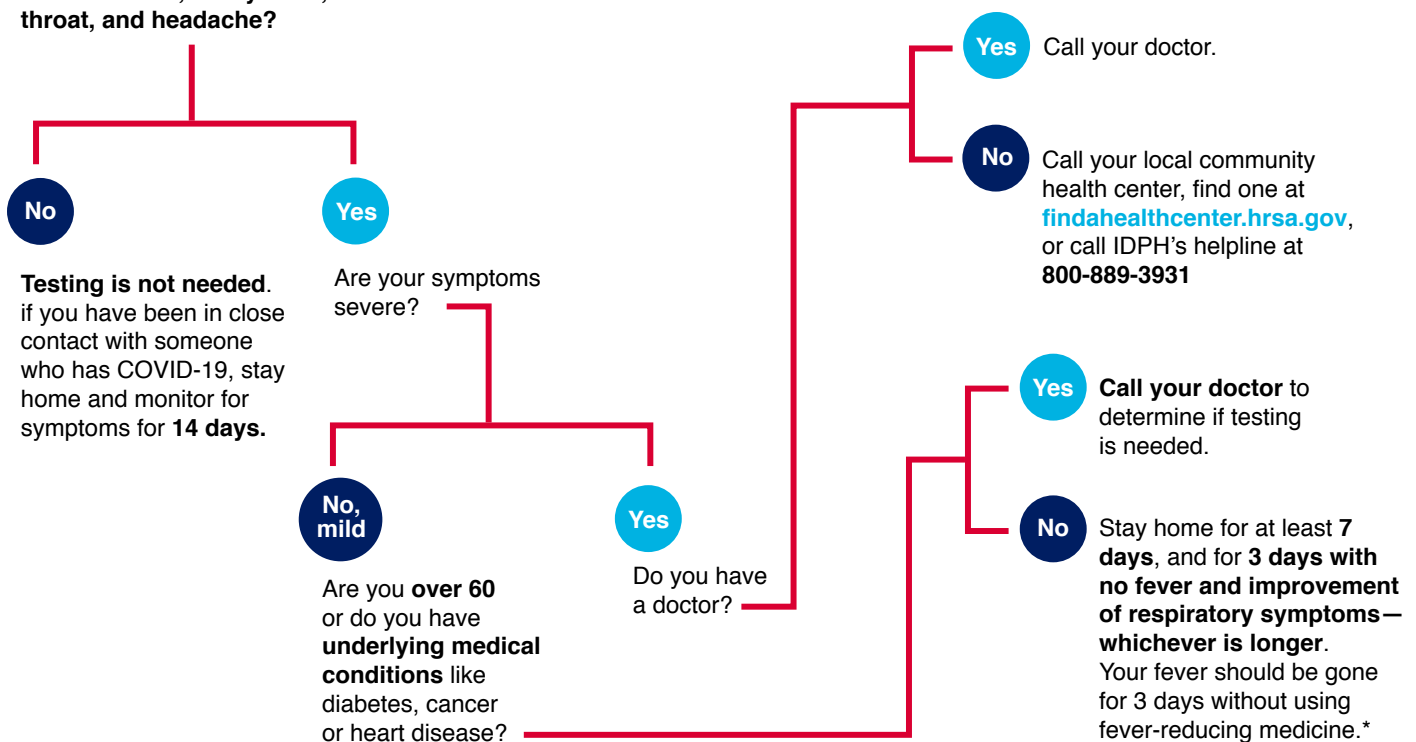 throat, and headache?
No
Yes
Testing is not needed.
if you have been in close
contact with someone
who has COVID-19, stay
home and monitor for
symptoms for 14 days.
Are your symptoms
severe?
No,
mild
Yes
Are you over 60
or do you have
underlying medical
conditions like
diabetes, cancer
or heart disease?
Do you have
a doctor?
Yes
Call your doctor.
No
Call your local community
health center, find one at
findahealthcenter.hrsa.gov,
or call IDPH's helpline at
800-889-3931
Yes
Call your doctor to
determine if testing
is needed.
No
Stay home for at least 7
days, and for 3 days with
no fever and improvement
of respiratory symptoms—
whichever is longer.
Your fever should be gone
for 3 days without using
fever-reducing medicine.*